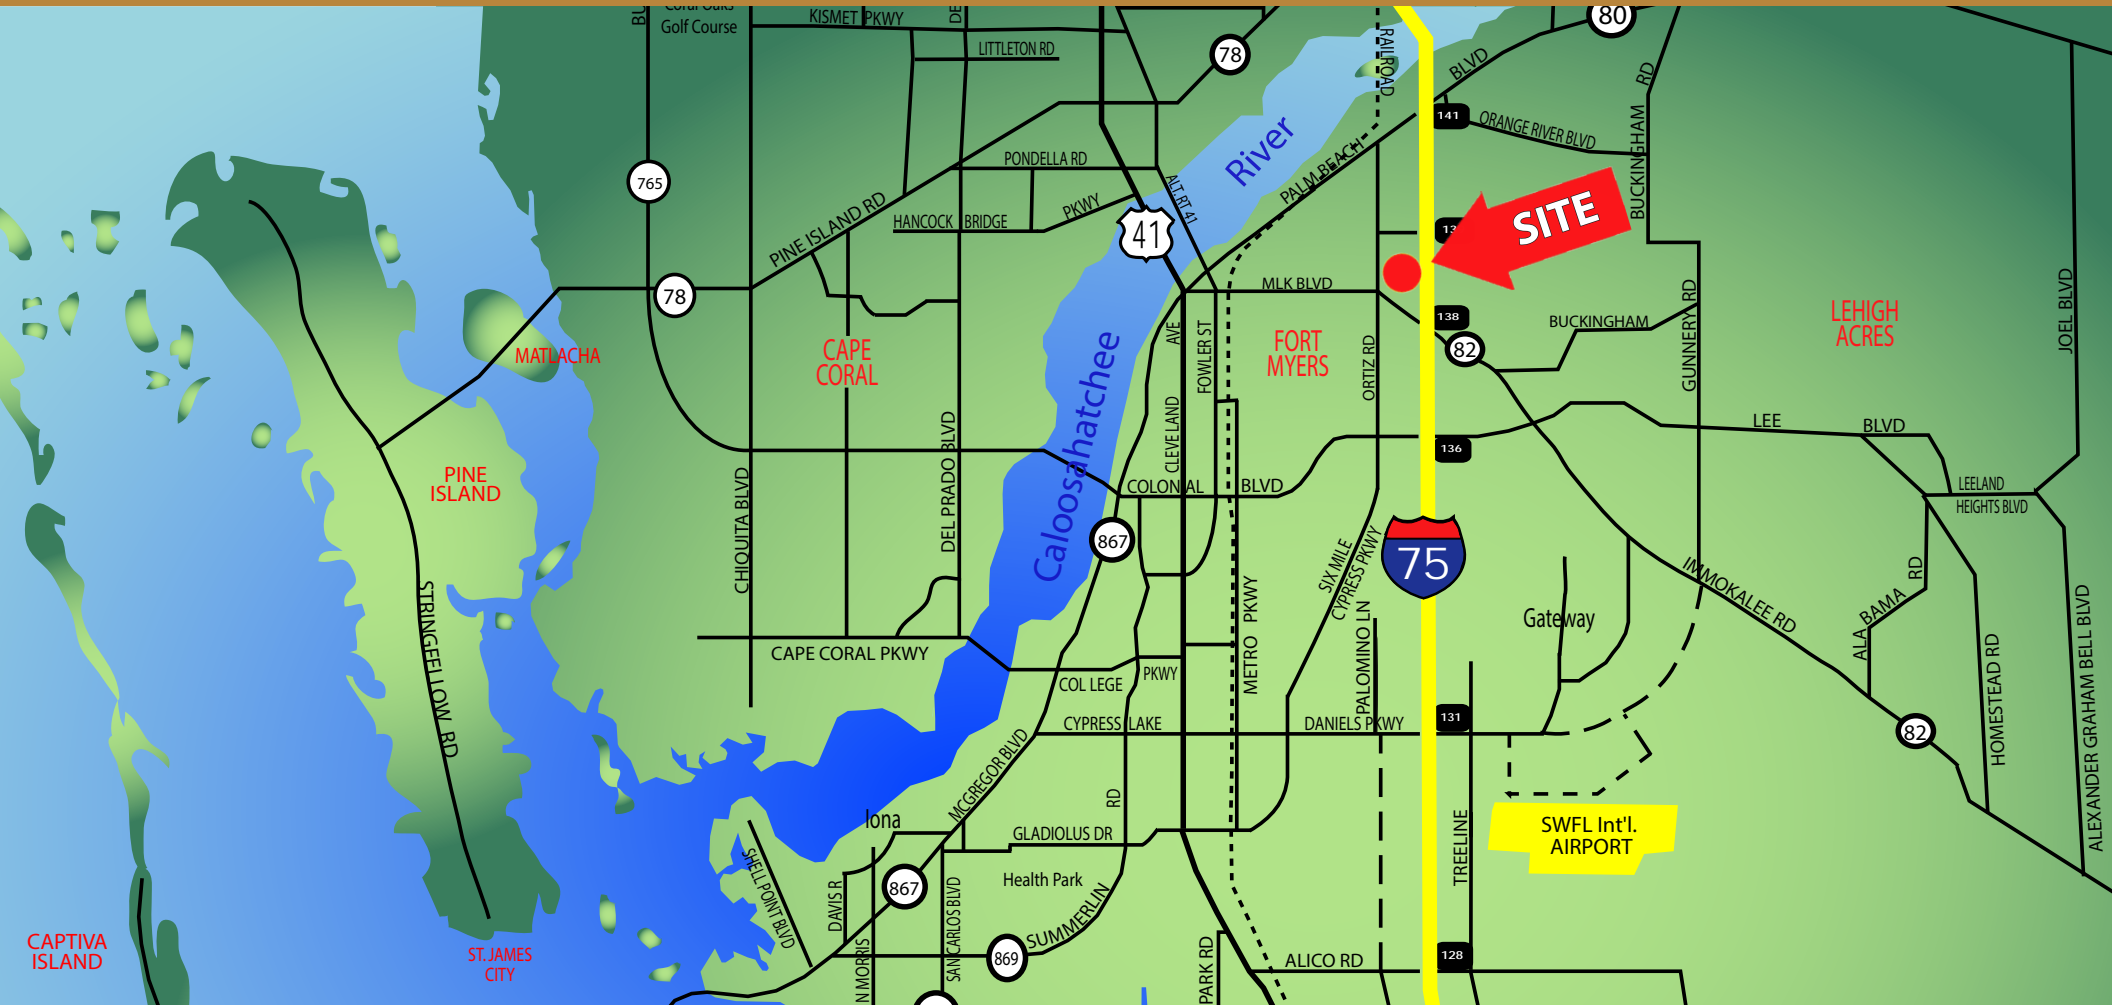 Coral Oaks
Golf Course
KISMET PKWY
LITTLETON RD
78
80
RAILROAD
BLVD
RD
141
ORANGE RIVER BLVD
BUCKINGHAM
765
PONDELLA RD
River
PALM BEACH
PINE ISLAND RD
HANCOCK BRIDGE PKWY
ALT. RT 41
41
SITE
78
MLK BLVD
138
BUCKINGHAM
GUNNERY RD
LEHIGH
ACRES
JOEL BLVD
MATLACHA
CAPE
CORAL
Caloosahatchee
AVE
FOWLER ST
FORT
MYERS
ORTIZ RD
82
CLEVELAND
LEE BLVD
136
PINE
ISLAND
CHIQUITA BLVD
DEL PRADO BLVD
COLONIAL BLVD
LEELAND
HEIGHTS BLVD
867
75
SIX MILE
CYPRESS PKWY
STRINGFELLOW RD
METRO PKWY
PALOMINO LN
Gateway
IMMOKALEE RD
ALABAMA RD
HOMESTEAD RD
ALEXANDER GRAHAM BELL BLVD
CAPE CORAL PKWY
COLLEGE PKWY
CYPRESS LAKE
DANIELS PKWY
131
82
MCGREGOR BLVD
Iona
RD
GLADIOLUS DR
TREELINE
SWFL Int'l.
AIRPORT
SHELL POINT BLVD
DAVIS R
867
SAN CARLOS BLVD
Health Park
SUMMERLIN
869
N MORRIS
PARK RD
ALICO RD
128
CAPTIVA
ISLAND
ST. JAMES
CITY